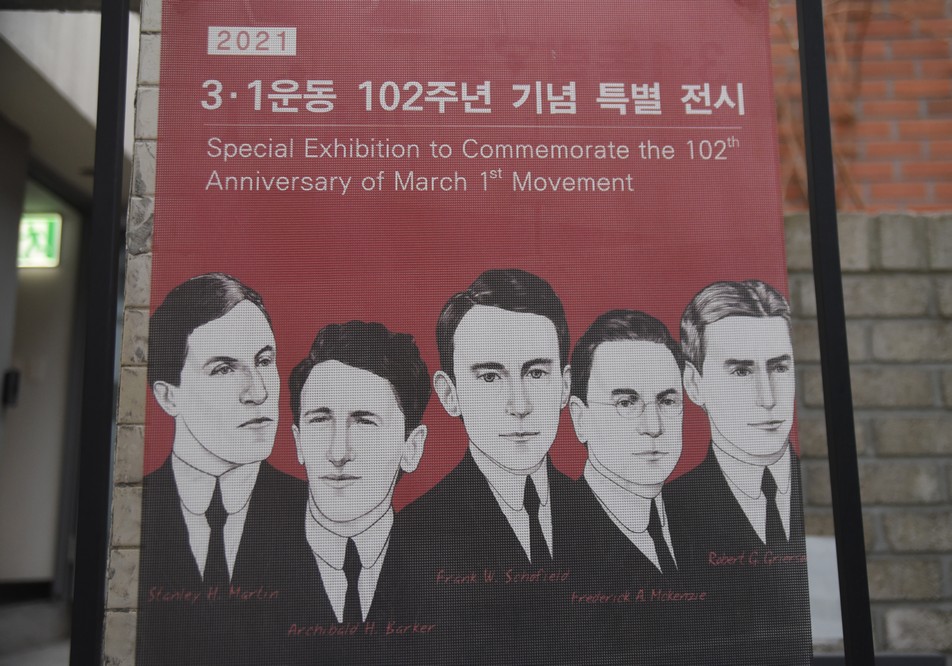 2021
3·1운동 102주년 기념 특별 전시
Special Exhibition to Commemorate the 102th
Anniversary of March 1st Movement
Stanley H. Martin
Archibald H. Barker
Frank W. Schofield
Frederick A. Mckenzie
Robert G. Grierson